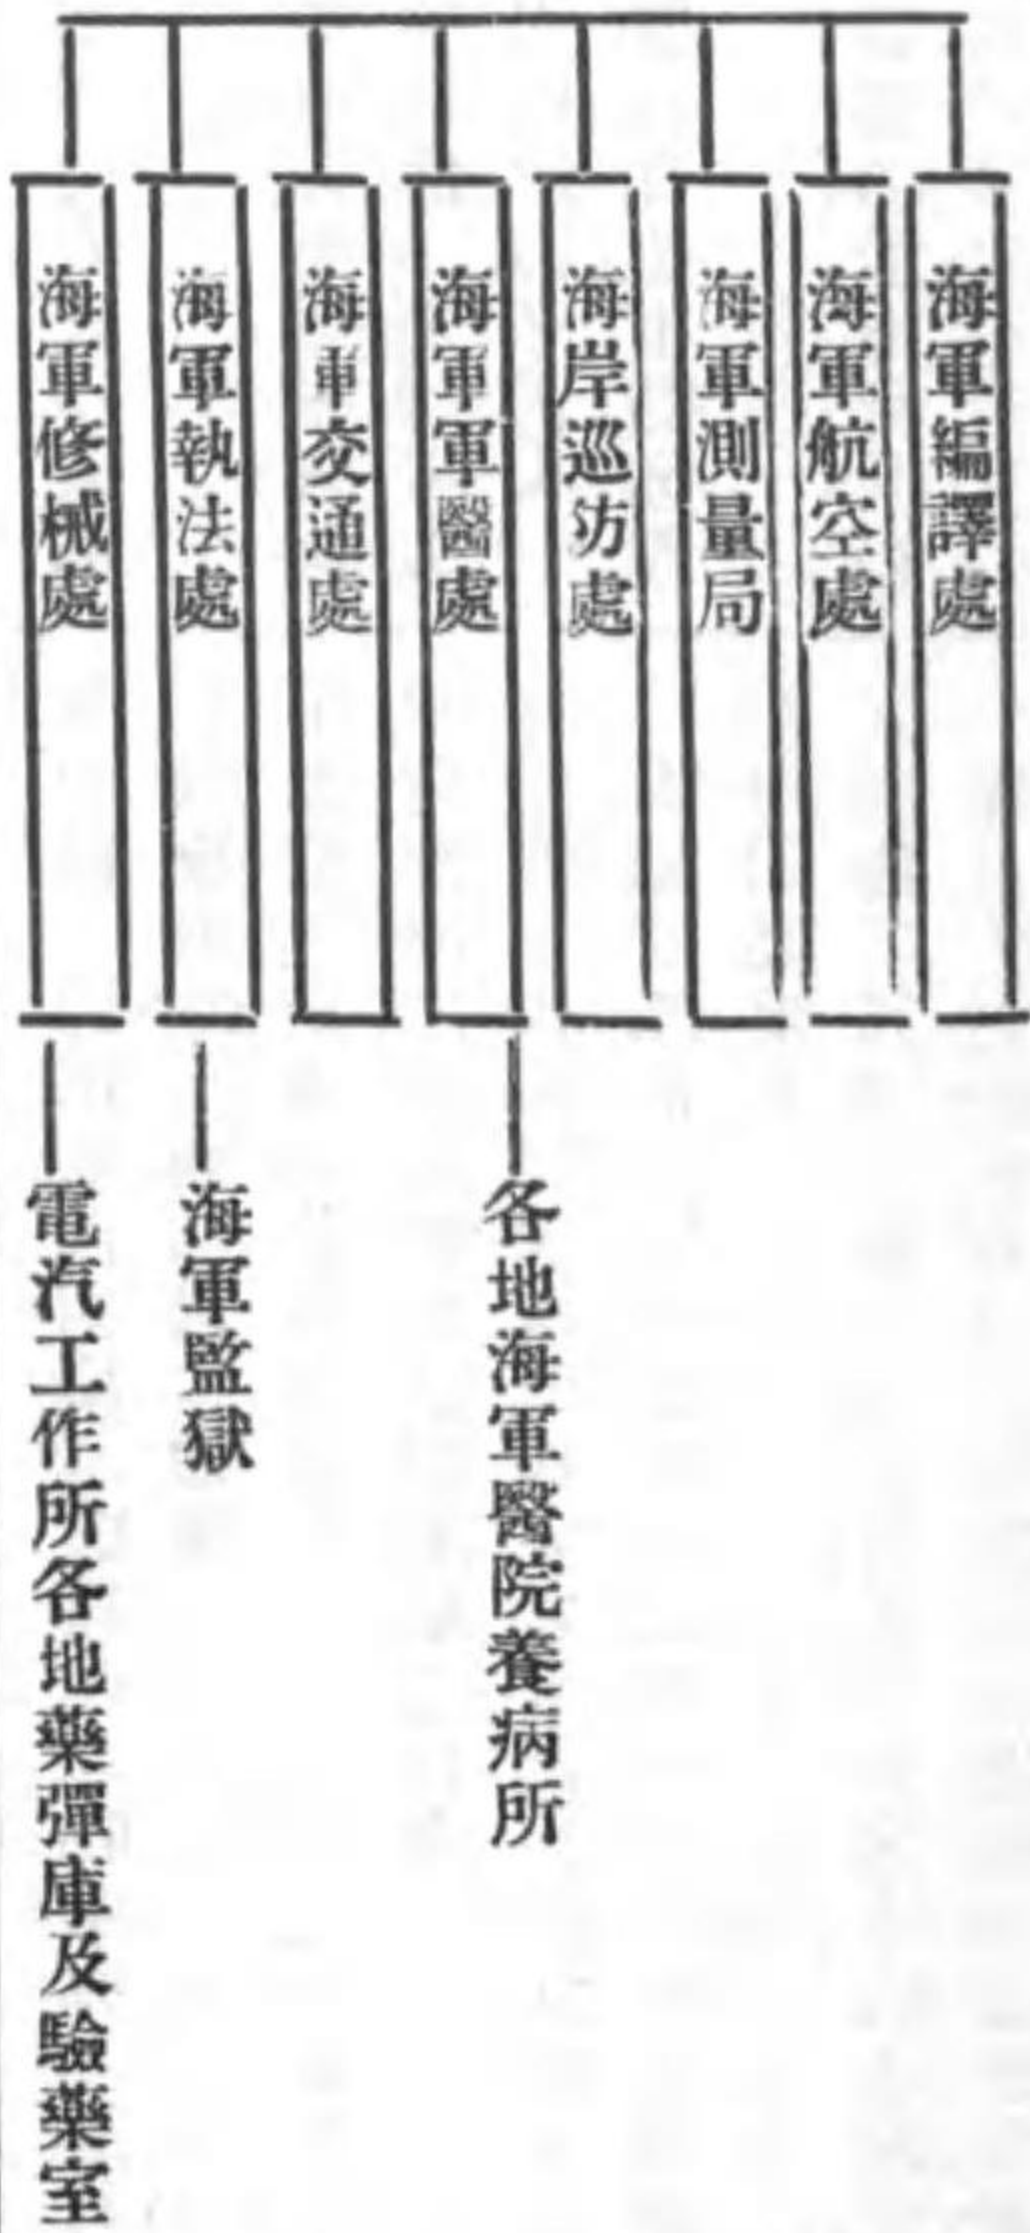 海軍編譯處
海軍航空處
海軍測量局
海岸巡防處
海軍軍醫處
各地海軍醫院養病所
海軍交通處
海軍執法處
海軍監獄
海軍修械處
電汽工作所各地藥彈庫及驗藥室